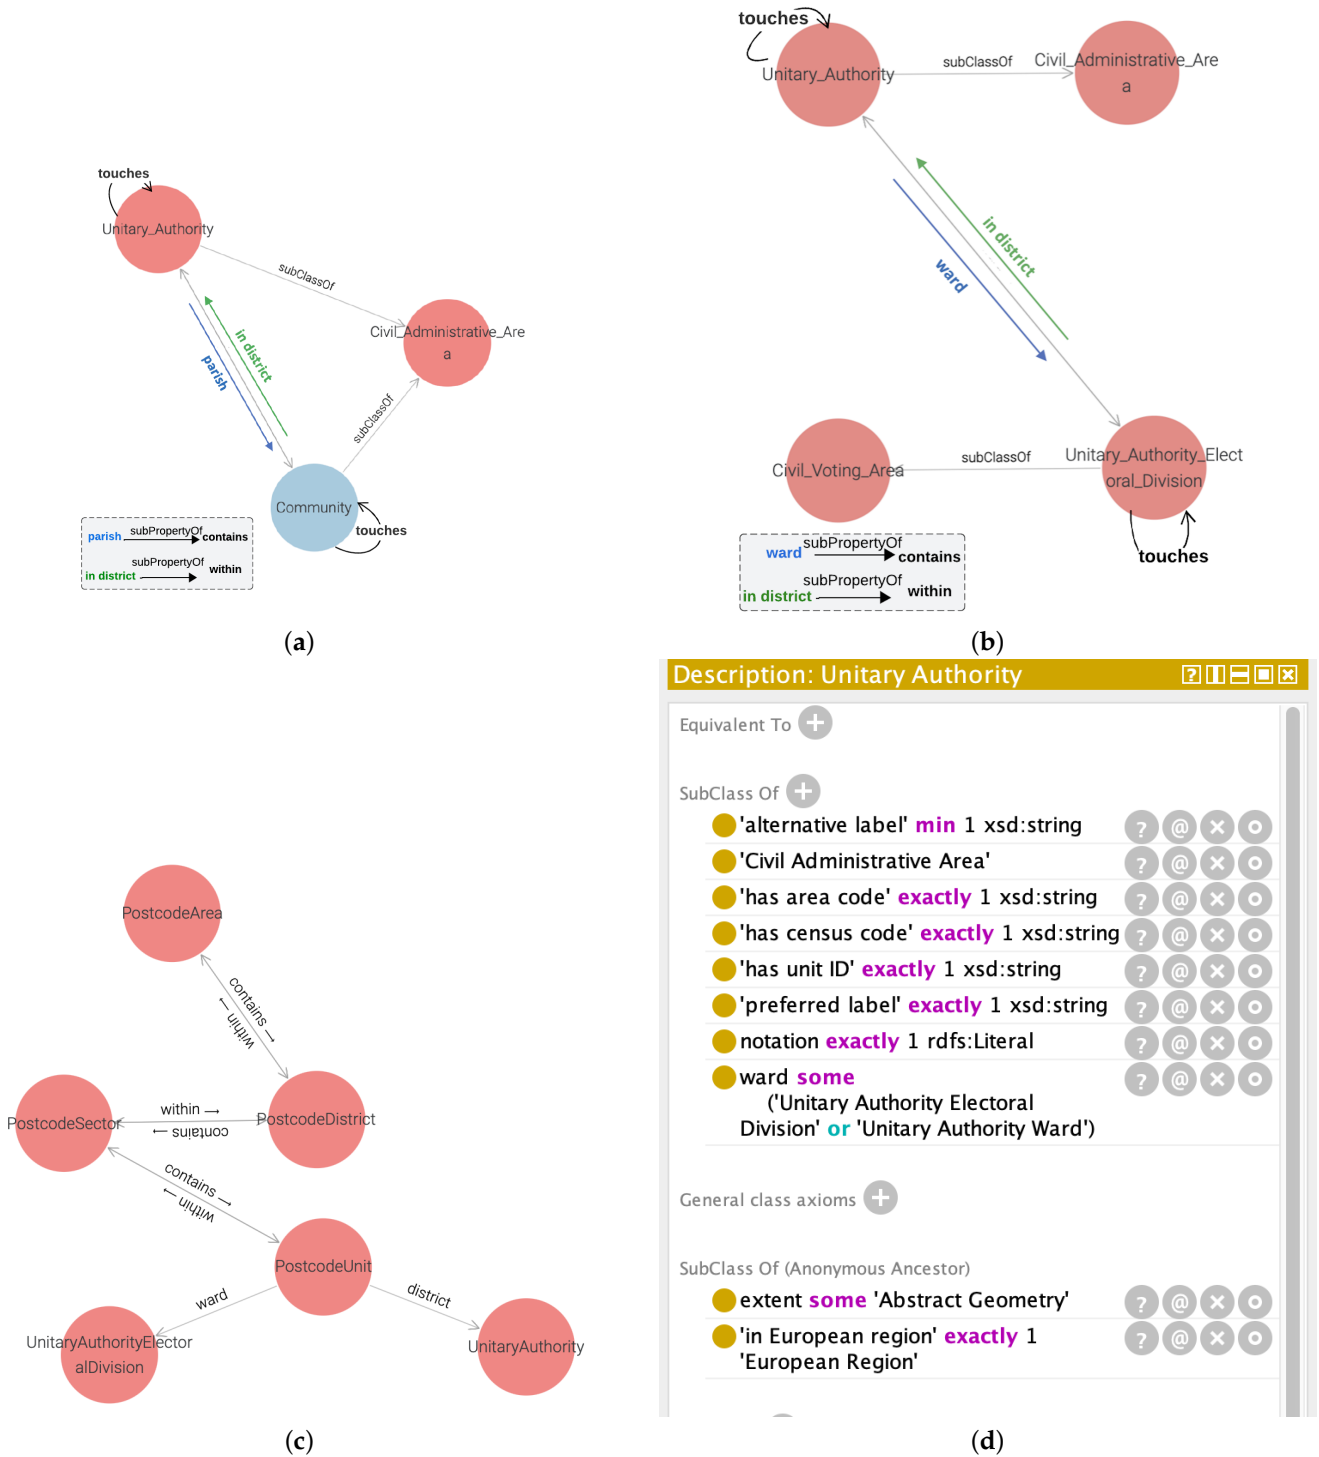 touches
Unitary_Authority
subClassOf
Civil_Administrative_Are
a
in district
parish
subClassOf
Community
touches
parish
subPropertyOf
contains
subPropertyOf
in district
within
(a)
touches
Unitary_Authority
subClassOf
Civil_Administrative_Are
a
in district
ward
Civil_Voting_Area
subClassOf
Unitary_Authority_Elect
oral_Division
touches
ward
subPropertyOf
contains
subPropertyOf
in district
within
(b)
PostcodeArea
contains →
within →
PostcodeSector
within →
contains →
PostcodeDistrict
contains →
within →
PostcodeUnit
ward
district
UnitaryAuthorityElector
alDivision
UnitaryAuthority
(c)
Description: Unitary Authority
Equivalent To
SubClass Of
'alternative label' min 1 xsd:string
'Civil Administrative Area'
'has area code' exactly 1 xsd:string
'has census code' exactly 1 xsd:string
'has unit ID' exactly 1 xsd:string
'preferred label' exactly 1 xsd:string
notation exactly 1 rdfs:Literal
ward some
('Unitary Authority Electoral
Division' or 'Unitary Authority Ward')
General class axioms
SubClass Of (Anonymous Ancestor)
extent some 'Abstract Geometry'
'in European region' exactly 1
'European Region'
(d)